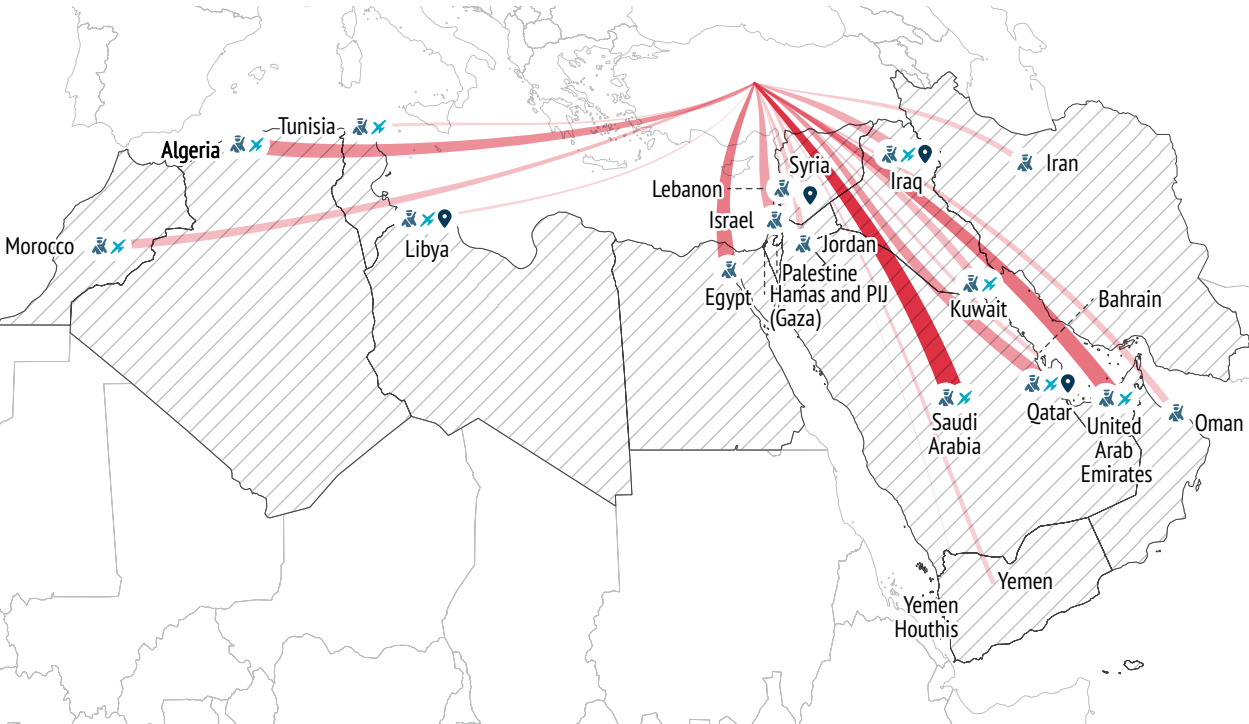 Tunisia
Algeria
Morocco
Libya
Lebanon
Syria
Israel
Jordan
Egypt
Palestine
Hamas and PIJ
(Gaza)
Iraq
Iran
Kuwait
Bahrain
Saudi
Arabia
Qatar
United
Arab
Emirates
Oman
Yemen
Yemen
Houthis